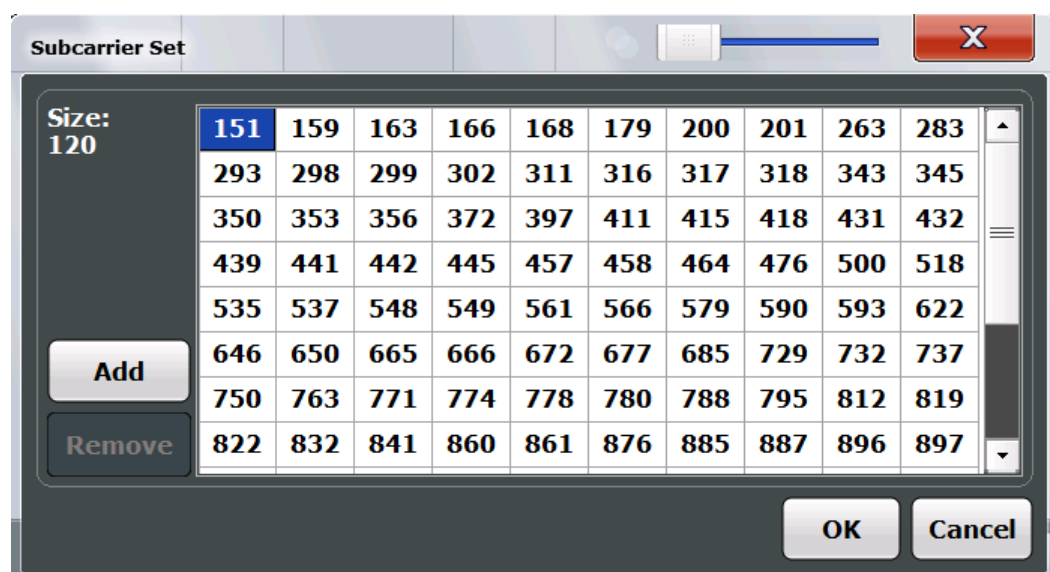 Subcarrier Set
X
Size:
120
151 159 163 166 168 179 200 201 263 283
293 298 299 302 311 316 317 318 343 345
350 353 356 372 397 411 415 418 431 432
439 441 442 445 457 458 464 476 500 518
535 537 548 549 561 566 579 590 593 622
646 650 665 666 672 677 685 729 732 737
750 763 771 774 778 780 788 795 812 819
822 832 841 860 861 876 885 887 896 897
Add
Remove
OK Cancel